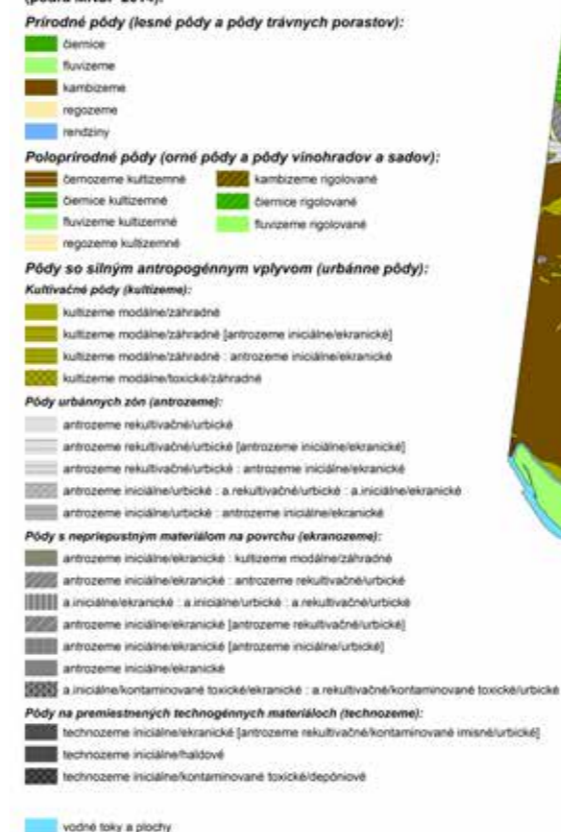 Prírodné pôdy (lesné pôdy a pôdy trávnych porastov):
čiernice
fluvizeme
kambizeme
regozeme
rendziny
Poloprírodné pôdy (orné pôdy a pôdy vinohradov a sadov):
černozeme kultizemné
kambizeme rigolované
čiernice kultizemné
čiernice rigolované
fluvizeme kultizemné
fluvizeme rigolované
regozeme kultizemné
Pôdy so silným antropogénnym vplyvom (urbánne pôdy):
Kultivačné pôdy (kultizeme):
kultizeme modálne/záhradné
kultizeme modálne/záhradné [antrozeme iniciálne/ekranické]
kultizeme modálne/záhradné : antrozeme iniciálne/ekranické
kultizeme modálne/toxické/záhradné
Pôdy urbánnych zón (antrozeme):
antrozeme rekultivačné/urbické
antrozeme rekultivačné/urbické [antrozeme iniciálne/ekranické]
antrozeme rekultivačné/urbické : antrozeme iniciálne/ekranické
antrozeme iniciálne/urbické : a.rekultivačné/urbické : a.iniciálne/ekranické
antrozeme iniciálne/urbické : antrozeme iniciálne/ekranické
Pôdy s nepriepustným materiálom na povrchu (ekranozeme):
antrozeme iniciálne/ekranické : kultizeme modálne/záhradné
antrozeme iniciálne/ekranické : antrozeme rekultivačné/urbické
a.iniciálne/ekranické : a.iniciálne/urbické : a.rekultivačné/urbické
antrozeme iniciálne/ekranické [antrozeme rekultivačné/urbické]
antrozeme iniciálne/ekranické [antrozeme iniciálne/urbické]
antrozeme iniciálne/ekranické
a.iniciálne/kontaminované toxické/ekranické : a.rekultivačné/kontaminované toxické/urbické
Pôdy na premiestnených technogénnych materiáloch (technozeme):
technozeme iniciálne/ekranické [antrozeme rekultivačné/kontaminované imisné/urbické]
technozeme iniciálne/haldové
technozeme iniciálne/kontaminované toxické/depóniové
vodné toky a plochy